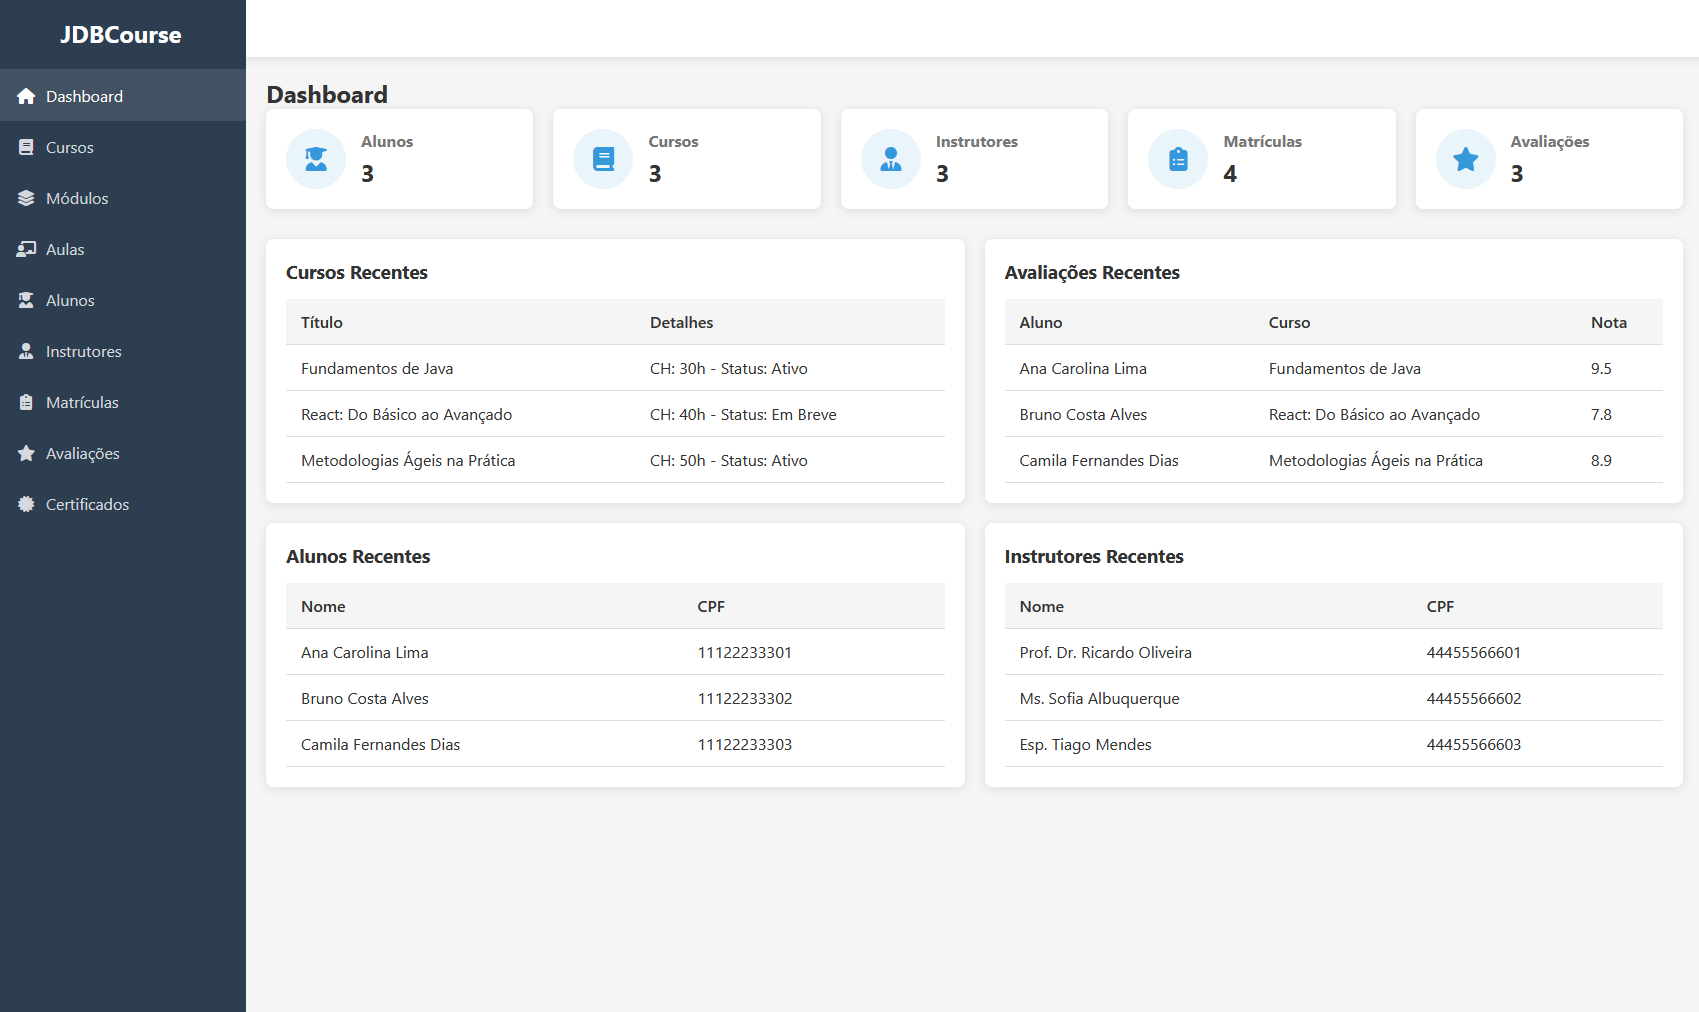 JDBCourse
Dashboard
Cursos
Módulos
Aulas
Alunos
Instrutores
Matrículas
Avaliações
Certificados
Dashboard
Alunos
3
Cursos
3
Instrutores
3
Matrículas
4
Avaliações
3
Cursos Recentes
Título Detalhes
Fundamentos de Java CH: 30h - Status: Ativo
React: Do Básico ao Avançado CH: 40h - Status: Em Breve
Metodologias Ágeis na Prática CH: 50h - Status: Ativo
Avaliações Recentes
Aluno Curso Nota
Ana Carolina Lima Fundamentos de Java 9.5
Bruno Costa Alves React: Do Básico ao Avançado 7.8
Camila Fernandes Dias Metodologias Ágeis na Prática 8.9
Alunos Recentes
Nome CPF
Ana Carolina Lima 11122233301
Bruno Costa Alves 11122233302
Camila Fernandes Dias 11122233303
Instrutores Recentes
Nome CPF
Prof. Dr. Ricardo Oliveira 44455566601
Ms. Sofia Albuquerque 44455566602
Esp. Tiago Mendes 44455566603